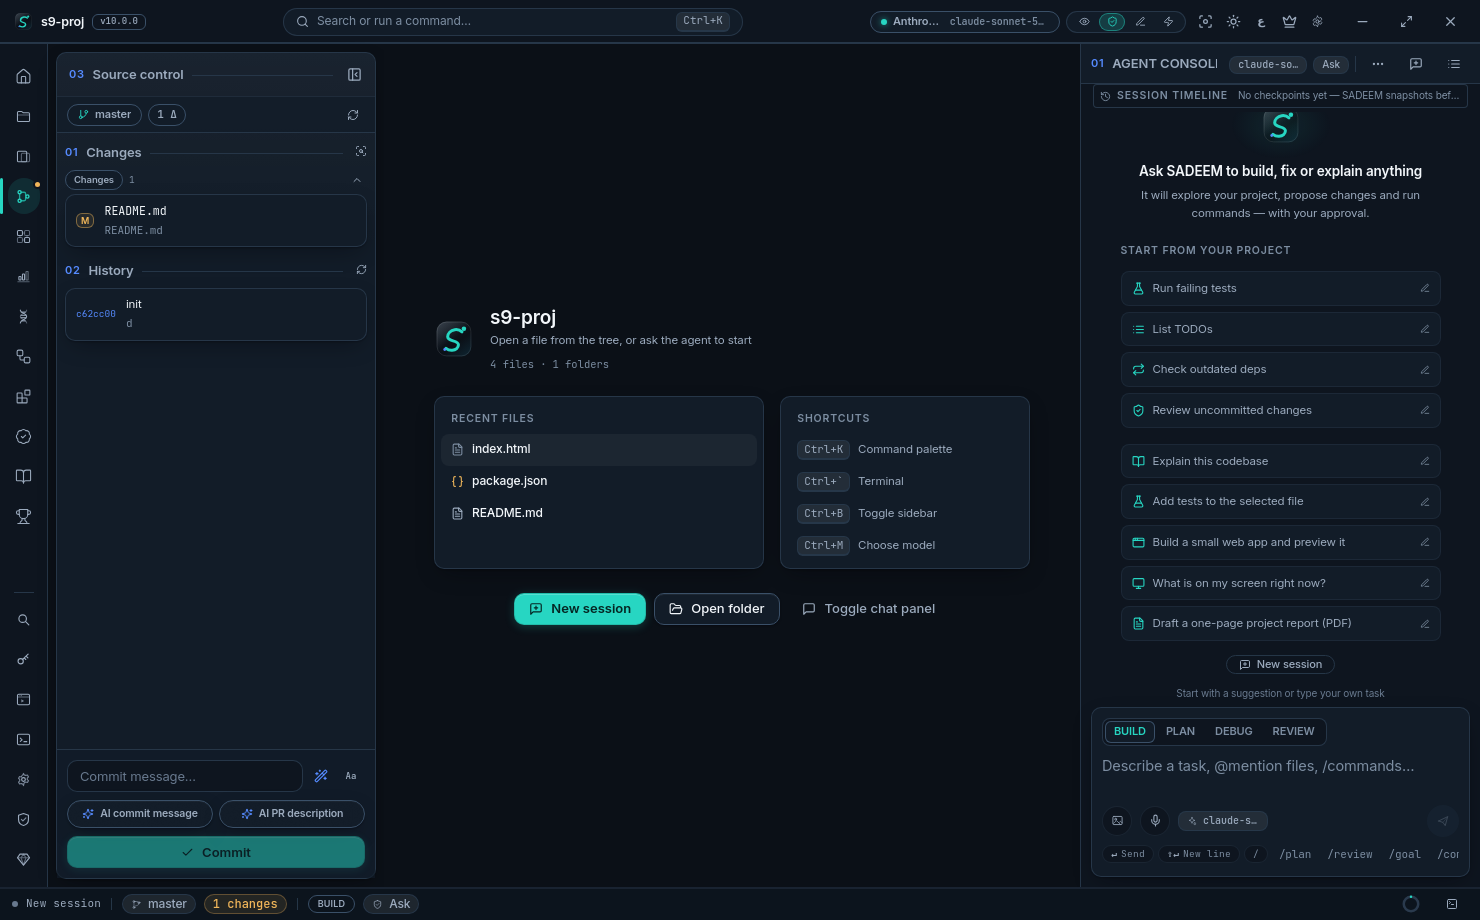 s9-proj v10.0.0
Search or run a command... Ctrl+K
Anthro... claude-sonnet-5...
ع
03 Source control
master 1 Δ
01 Changes
Changes 1
M README.md
README.md
02 History
c62cc00 init
d
Commit message...
Aa
AI commit message AI PR description
Commit
s9-proj
Open a file from the tree, or ask the agent to start
4 files · 1 folders
RECENT FILES
index.html
{} package.json
README.md
SHORTCUTS
Ctrl+K Command palette
Ctrl+` Terminal
Ctrl+B Toggle sidebar
Ctrl+M Choose model
New session Open folder Toggle chat panel
01 AGENT CONSOL claude-so... Ask
SESSION TIMELINE No checkpoints yet — SADEEM snapshots bef...
Ask SADEEM to build, fix or explain anything
It will explore your project, propose changes and run
commands — with your approval.
START FROM YOUR PROJECT
Run failing tests
List TODOs
Check outdated deps
Review uncommitted changes
Explain this codebase
Add tests to the selected file
Build a small web app and preview it
What is on my screen right now?
Draft a one-page project report (PDF)
New session
Start with a suggestion or type your own task
BUILD PLAN DEBUG REVIEW
Describe a task, @mention files, /commands...
claude-s...
↵ Send ⇧↵ New line / /plan /review /goal /cor
New session master 1 changes BUILD Ask